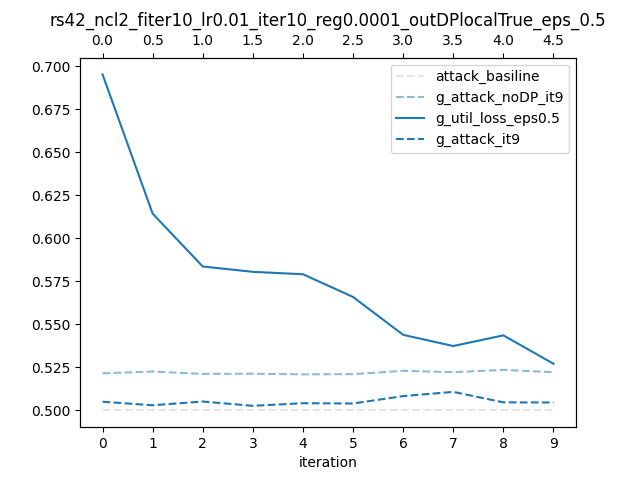 rs42_ncl2_fiter10_lr0.01_iter10_reg0.0001_outDPlocalTrue_eps_0.5
0.0 0.5 1.0 1.5 2.0 2.5 3.0 3.5 4.0 4.5
0.700
0.675
0.650
0.625
0.600
0.575
0.550
0.525
0.500
attack_basiline
g_attack_noDP_it9
g_util_loss_eps0.5
g_attack_it9
0 1 2 3 4 5 6 7 8 9
iteration